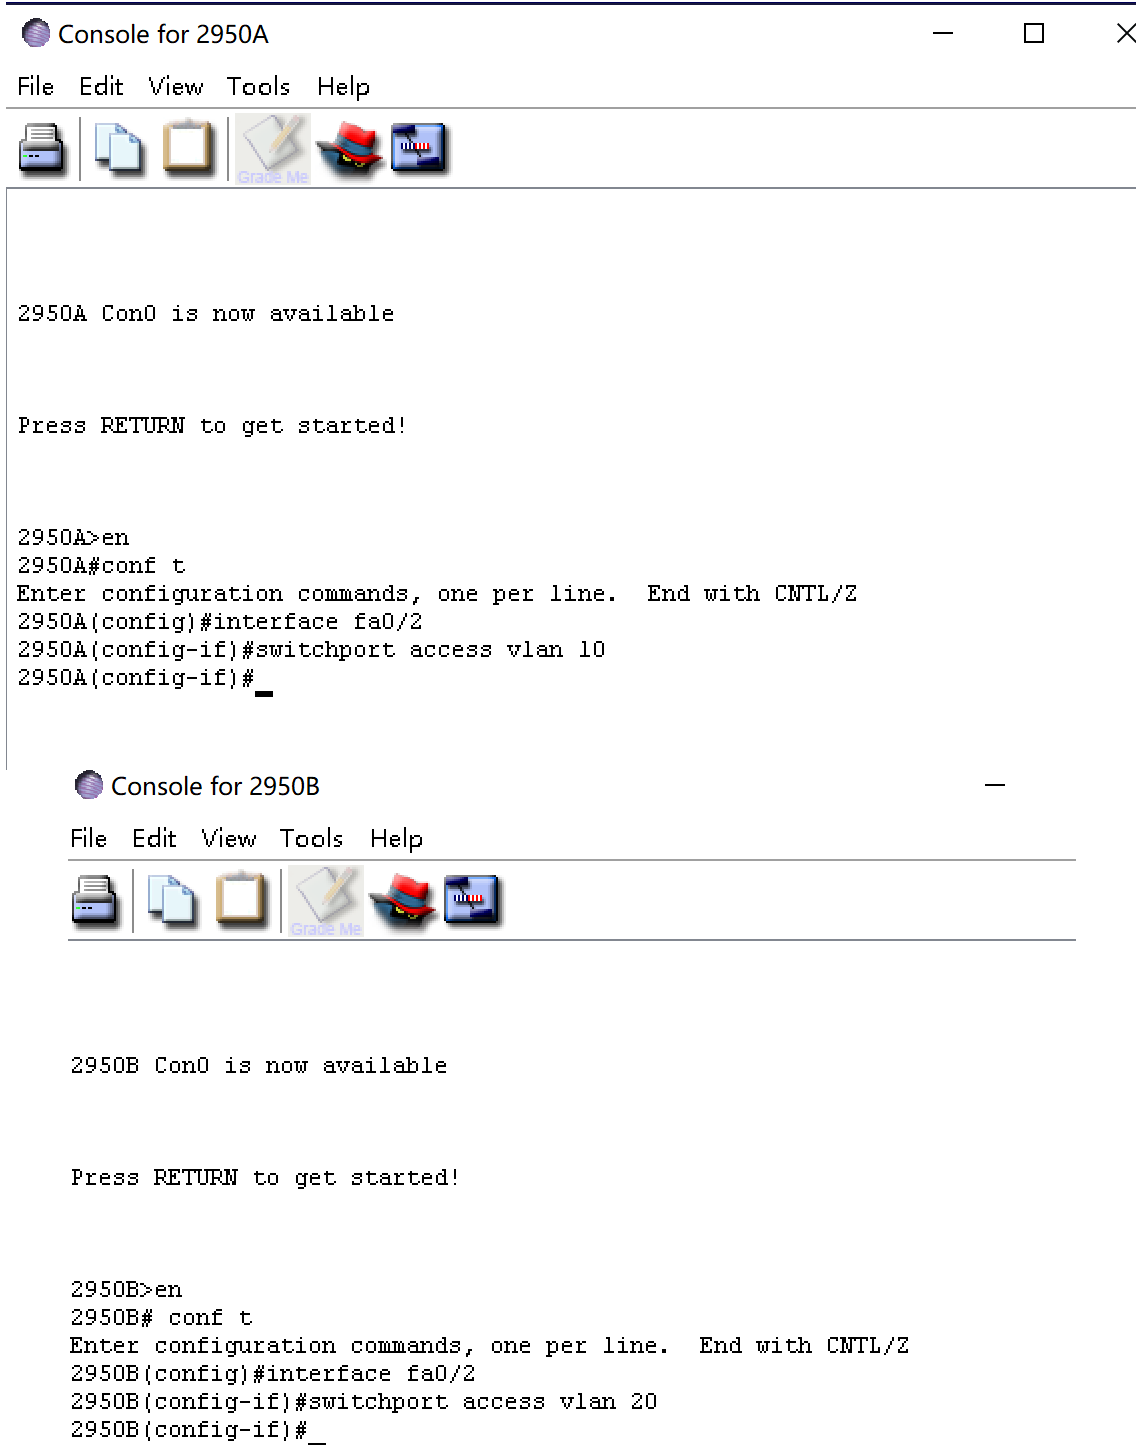 Console for 2950A
File Edit View Tools Help
Grade Me
2950A Con0 is now available
Press RETURN to get started!
2950A>en
2950A#conf t
Enter configuration commands, one per line.  End with CNTL/Z
2950A(config)#interface fa0/2
2950A(config-if)#switchport access vlan 10
2950A(config-if)#
Console for 2950B
File Edit View Tools Help
Grade Me
2950B Con0 is now available
Press RETURN to get started!
2950B>en
2950B# conf t
Enter configuration commands, one per line.  End with CNTL/Z
2950B(config)#interface fa0/2
2950B(config-if)#switchport access vlan 20
2950B(config-if)#